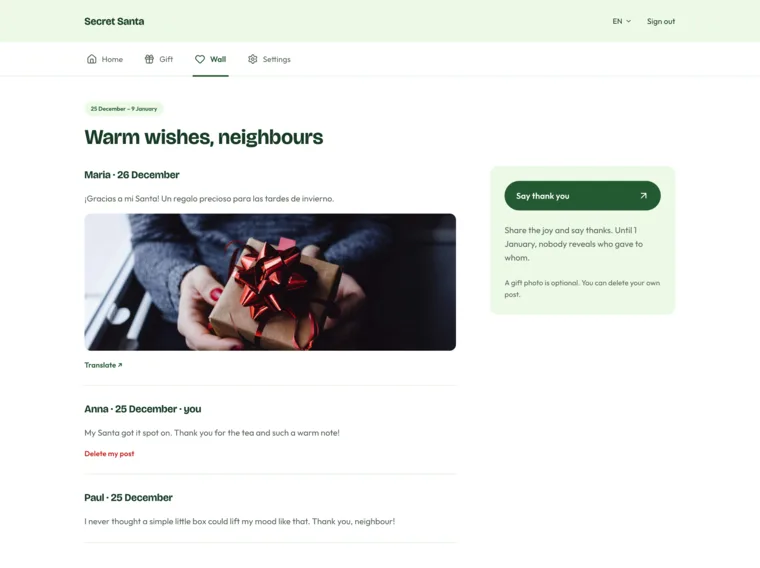 Secret Santa
EN
Sign out
Home
Gift
Wall
Settings
25 December – 9 January
Warm wishes, neighbours
Maria · 26 December
¡Gracias a mi Santa! Un regalo precioso para las tardes de invierno.
Translate ↗
Anna · 25 December · you
My Santa got it spot on. Thank you for the tea and such a warm note!
Delete my post
Paul · 25 December
I never thought a simple little box could lift my mood like that. Thank you, neighbour!
Say thank you
Share the joy and say thanks. Until 1
January, nobody reveals who gave to
whom.
A gift photo is optional. You can delete your own
post.